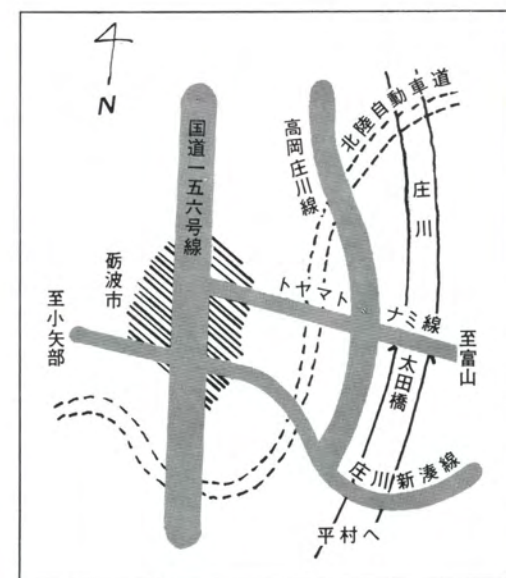 N
国道一五六号線
高岡庄川線
北陸自動車道
庄川
砺波市
至小矢部
トヤマトナミ線
至富山
太田橋
庄川新湊線
平村へ